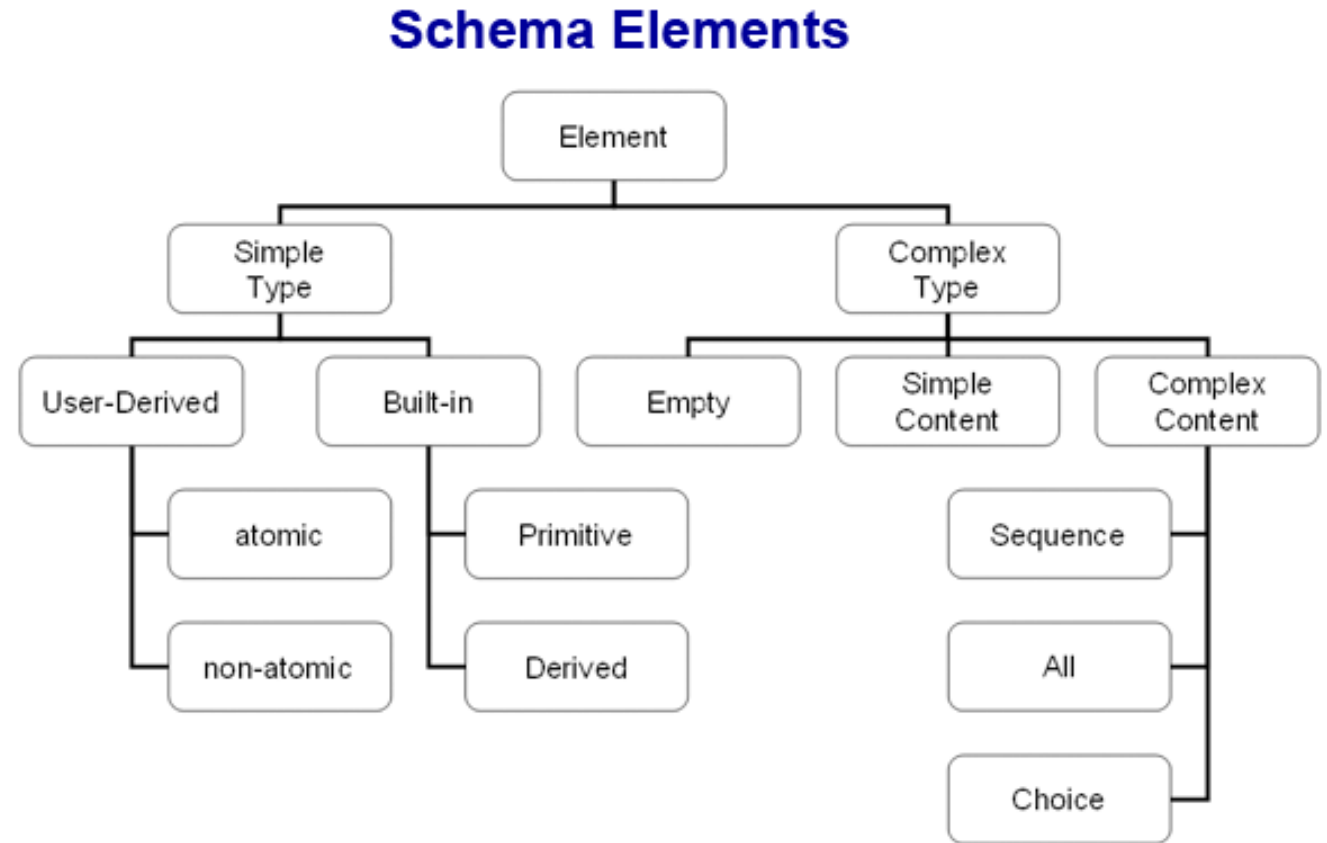 Schema Elements
Element
Simple
Type
Complex
Type
User-Derived
Built-in
Empty
Simple
Content
Complex
Content
atomic
Primitive
Sequence
non-atomic
Derived
All
Choice